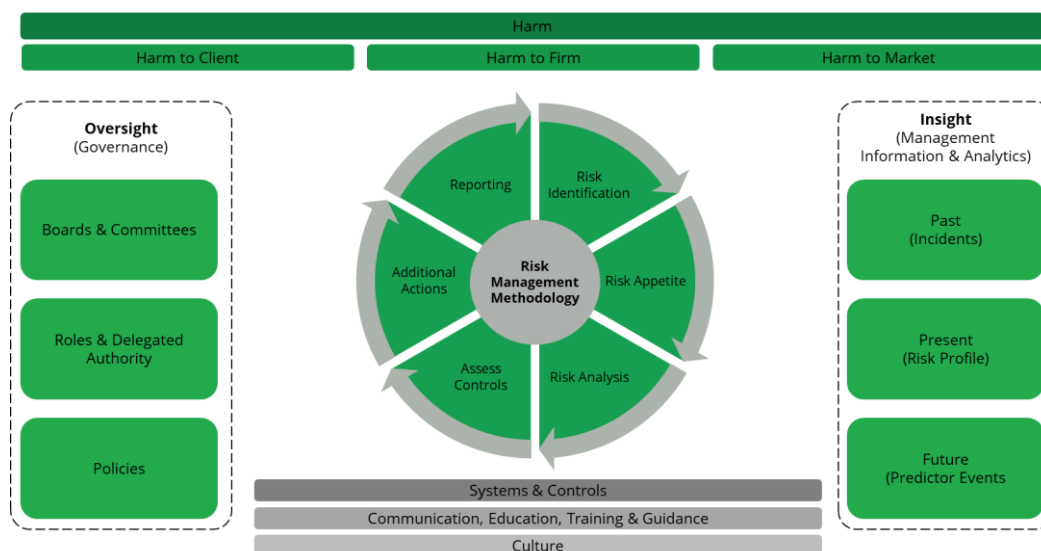 Harm
Harm to Client
Harm to Firm
Harm to Market
Oversight
(Governance)
Boards & Committees
Roles & Delegated
Authority
Policies
Reporting
Risk
Identification
Additional
Actions
Risk
Management
Methodology
Risk Appetite
Assess
Controls
Risk Analysis
Insight
(Management
Information & Analytics)
Past
(Incidents)
Present
(Risk Profile)
Future
(Predictor Events
Systems & Controls
Communication, Education, Training & Guidance
Culture